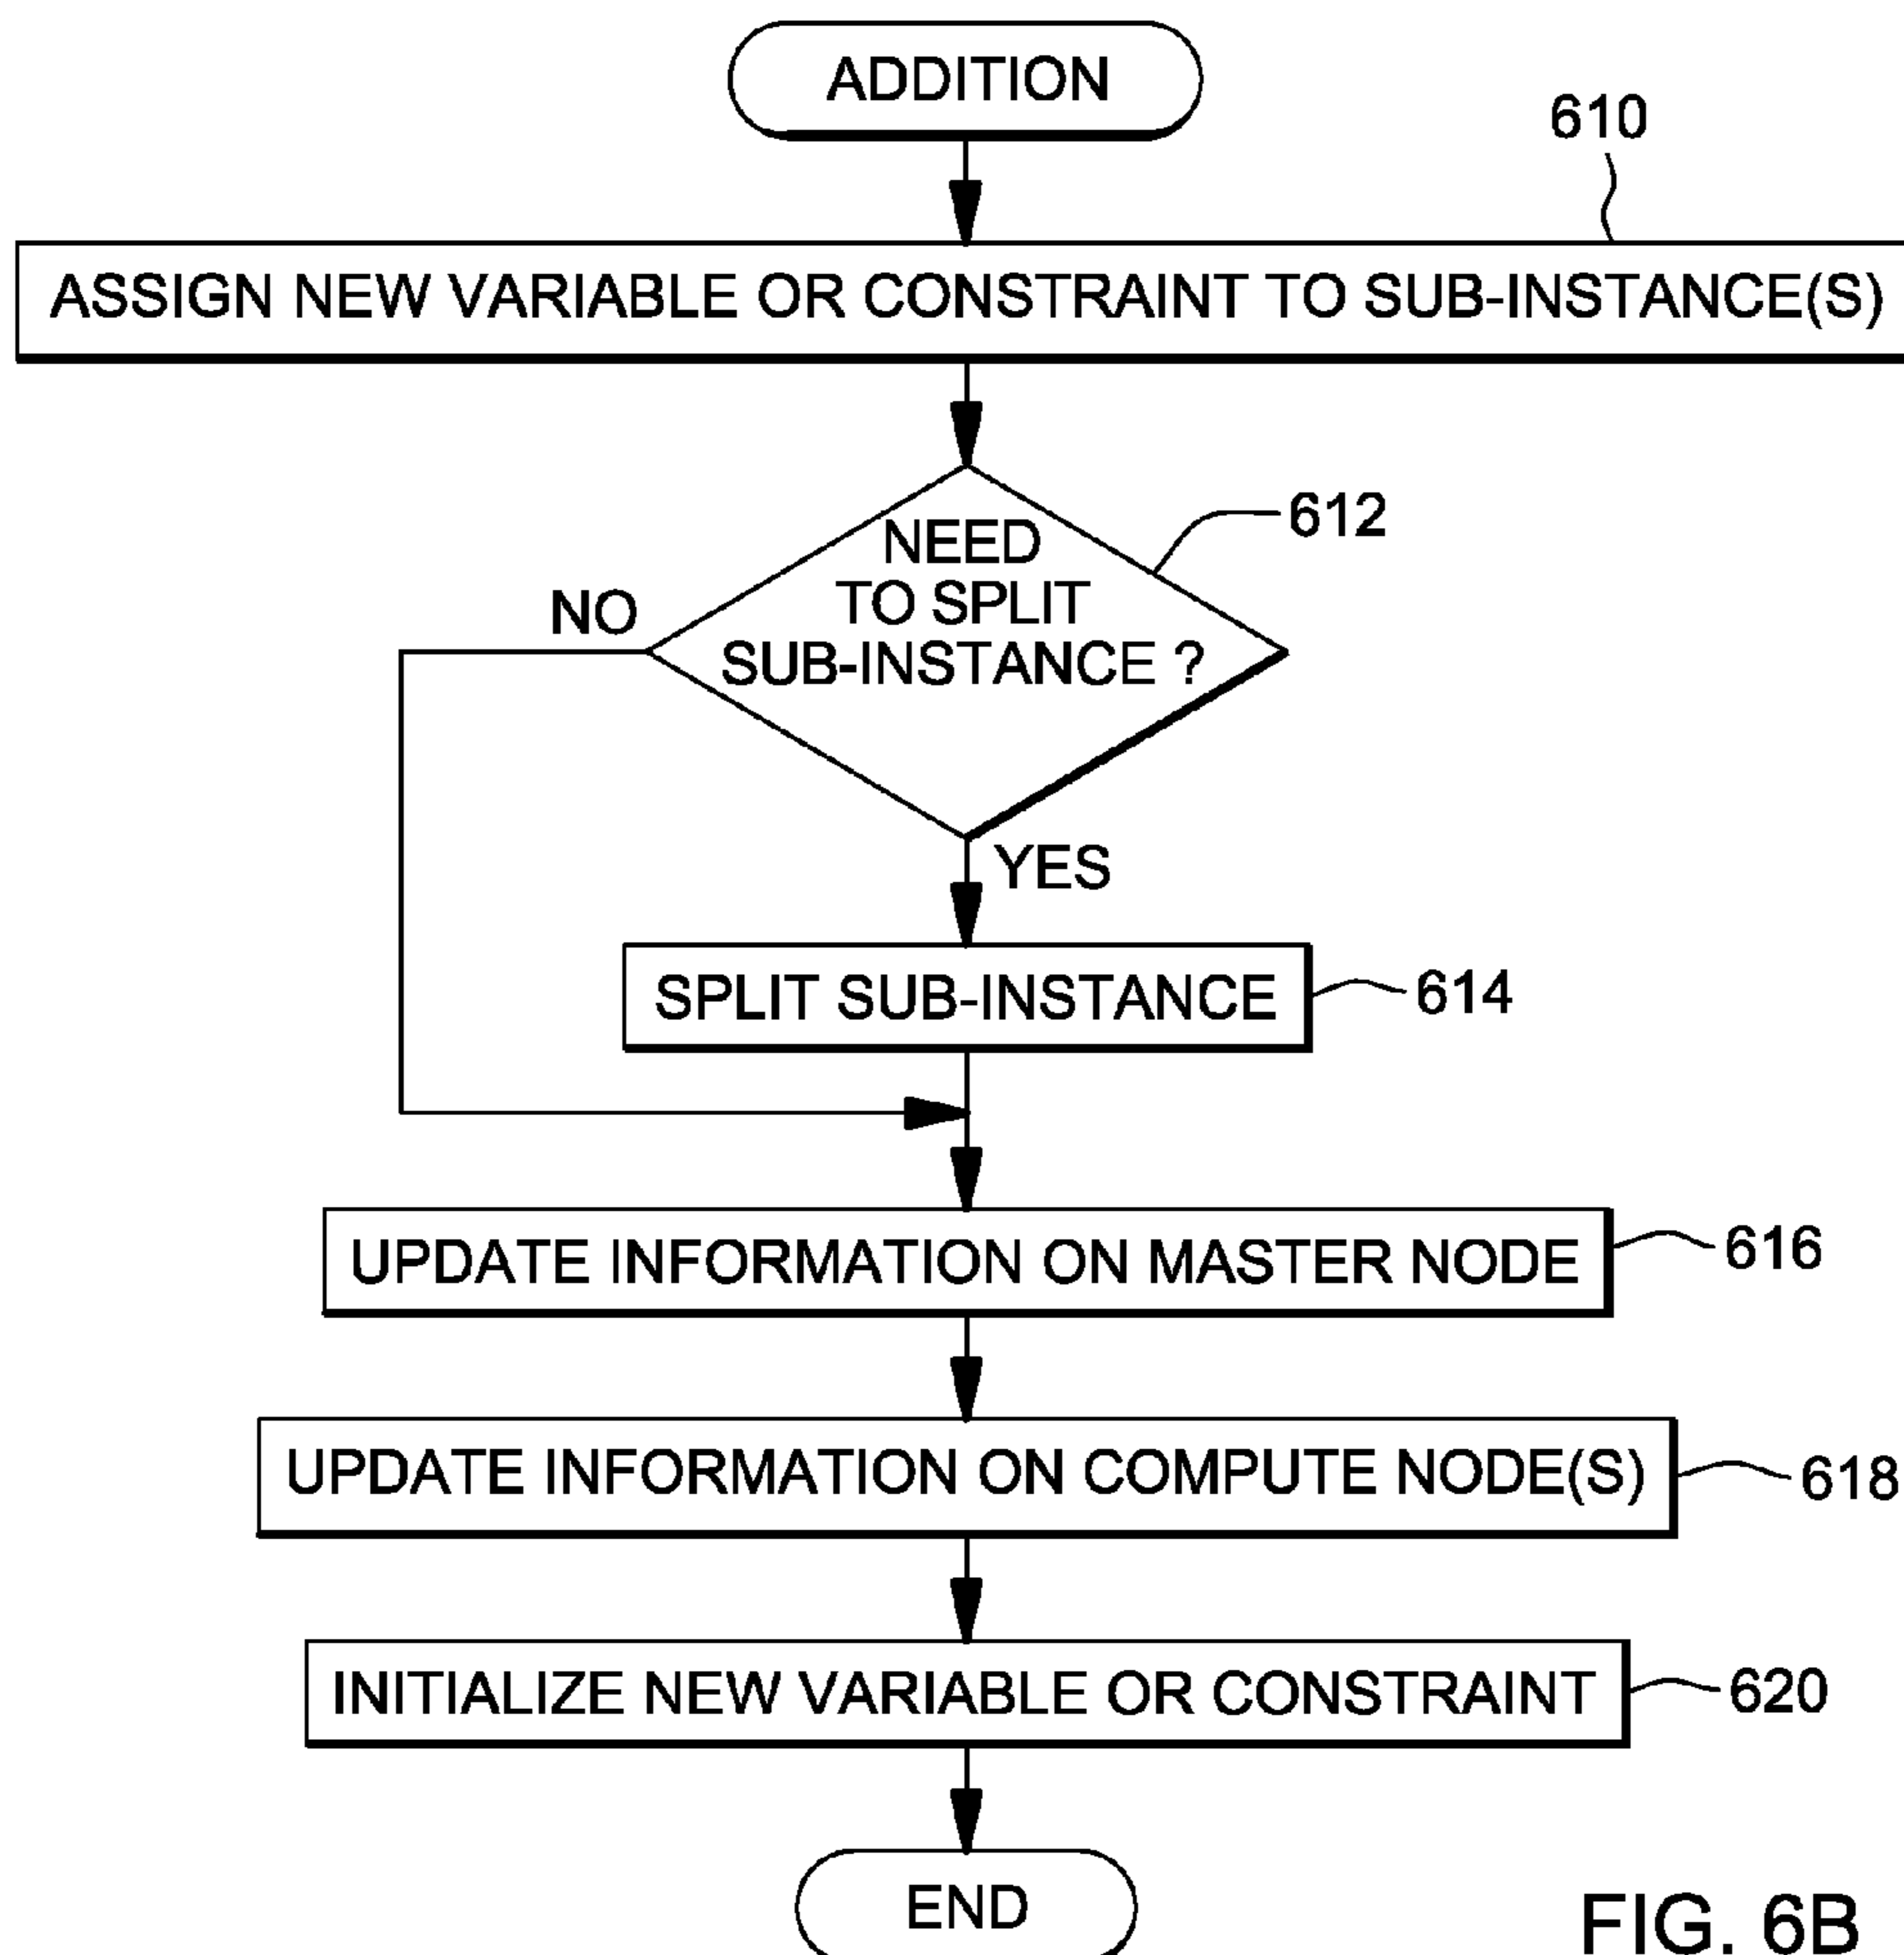 ADDITION
610
ASSIGN NEW VARIABLE OR CONSTRAINT TO SUB-INSTANCE(S)
612
NEED
TO SPLIT
SUB-INSTANCE ?
NO
YES
SPLIT SUB-INSTANCE
614
UPDATE INFORMATION ON MASTER NODE
616
UPDATE INFORMATION ON COMPUTE NODE(S)
618
INITIALIZE NEW VARIABLE OR CONSTRAINT
620
END
FIG. 6B